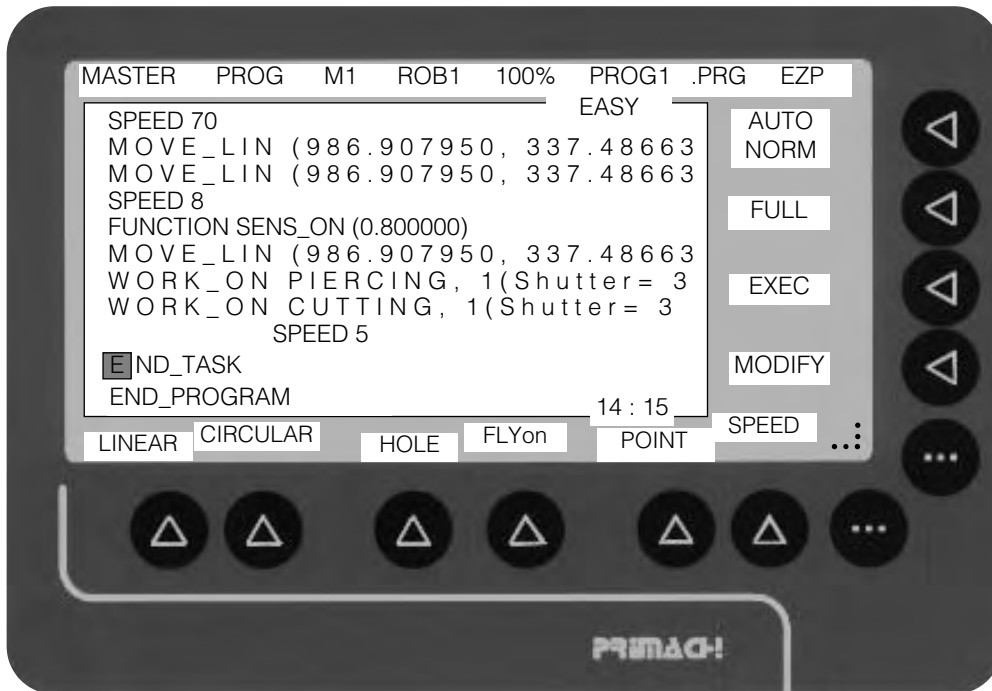 MASTER PROG M1 ROB1 100% PROG1 .PRG EZP
EASY
SPEED 70
MOVE_LIN (986.907950, 337.48663
MOVE_LIN (986.907950, 337.48663
SPEED 8
FUNCTION SENS_ON (0.800000)
MOVE_LIN (986.907950, 337.48663
WORK_ON PIERCING, 1(Shutter= 3
WORK_ON CUTTING, 1(Shutter= 3
SPEED 5
END_TASK
END_PROGRAM
14 : 15
AUTO
NORM
FULL
EXEC
MODIFY
LINEAR CIRCULAR HOLE FLYon POINT SPEED